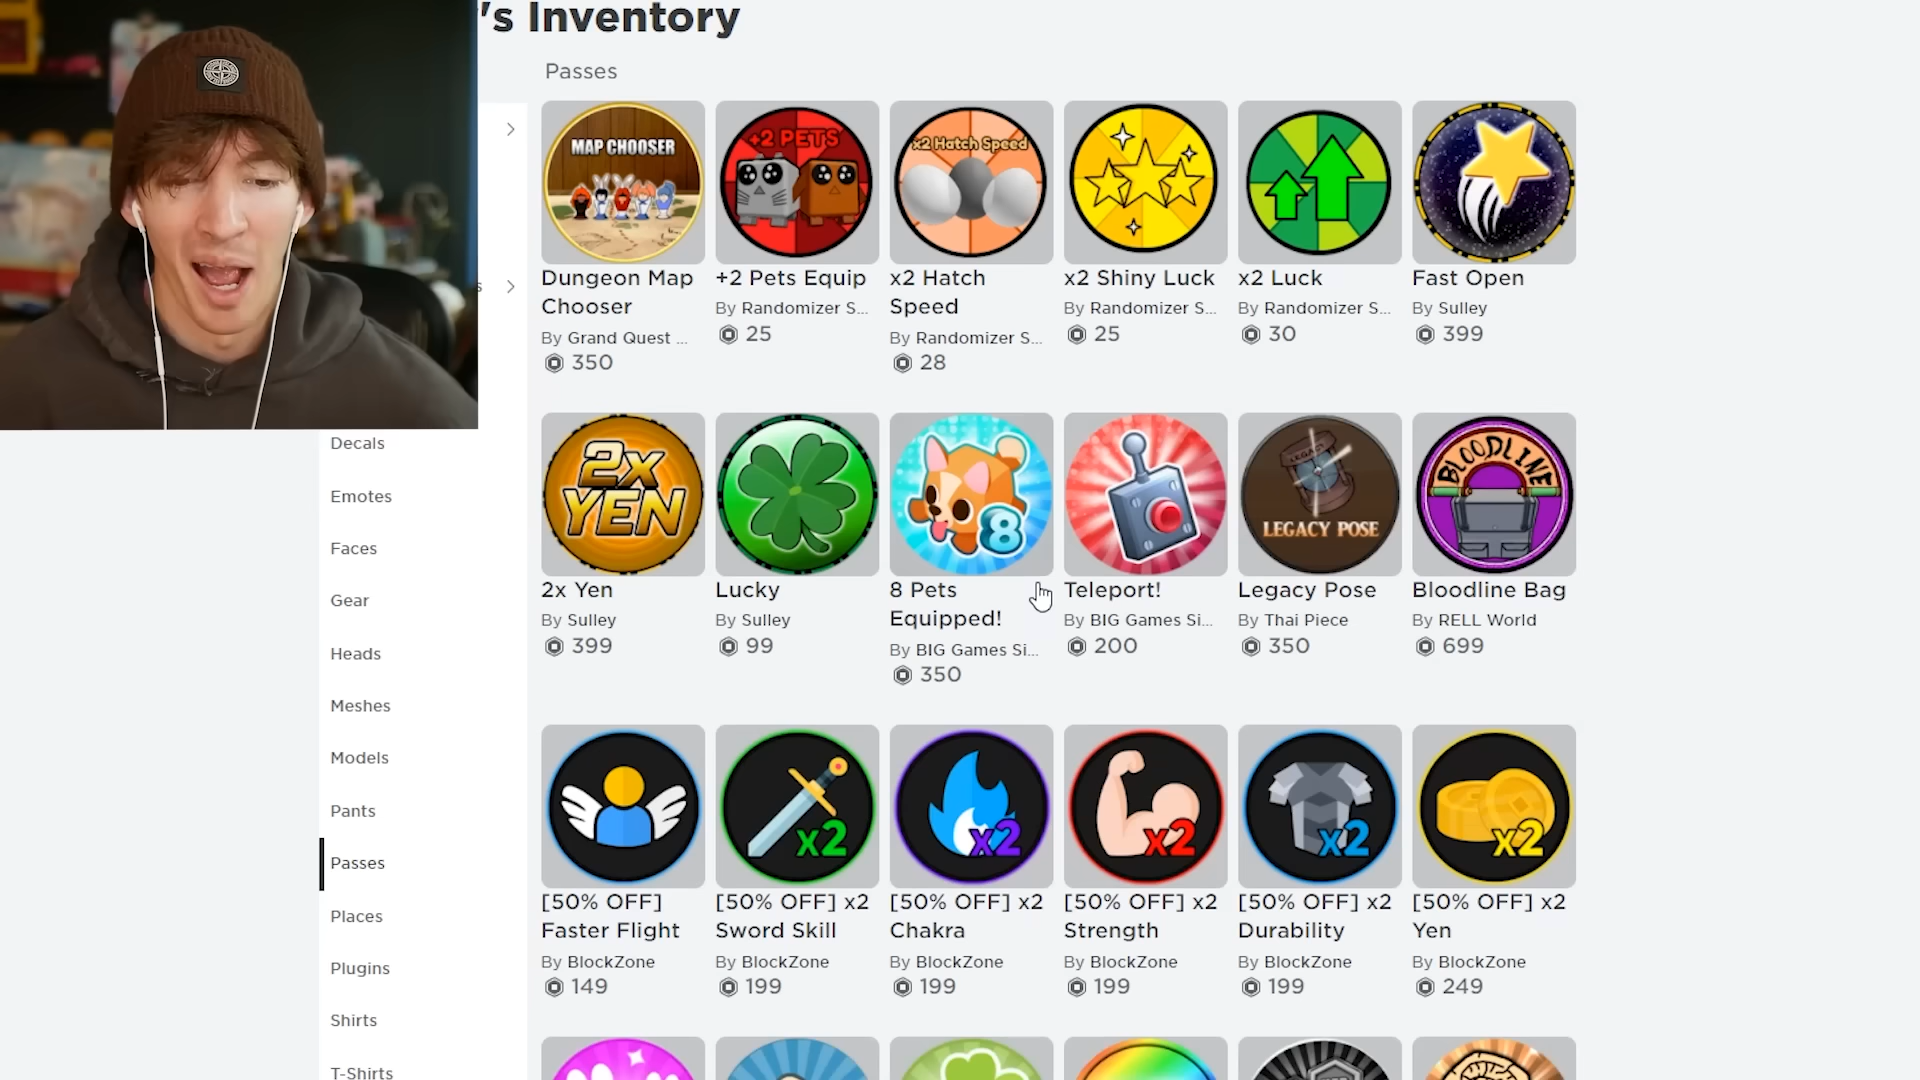 's Inventory
Passes
MAP CHOOSER
+2 PETS
x2 Hatch Speed
Dungeon Map Chooser
By Grand Quest ...
350
+2 Pets Equip
By Randomizer S...
25
x2 Hatch Speed
By Randomizer S...
28
x2 Shiny Luck
By Randomizer S...
25
x2 Luck
By Randomizer S...
30
Fast Open
By Sulley
399
2x YEN
8
LEGACY
LEGACY POSE
BLOODLINE
2x Yen
By Sulley
399
Lucky
By Sulley
99
8 Pets Equipped!
By BIG Games Si...
350
Teleport!
By BIG Games Si...
200
Legacy Pose
By Thai Piece
350
Bloodline Bag
By RELL World
699
x2
x2
x2
x2
x2
[50% OFF] Faster Flight
By BlockZone
149
[50% OFF] x2 Sword Skill
By BlockZone
199
[50% OFF] x2 Chakra
By BlockZone
199
[50% OFF] x2 Strength
By BlockZone
199
[50% OFF] x2 Durability
By BlockZone
199
[50% OFF] x2 Yen
By BlockZone
249
s
Decals
Emotes
Faces
Gear
Heads
Meshes
Models
Pants
Passes
Places
Plugins
Shirts
T-Shirts